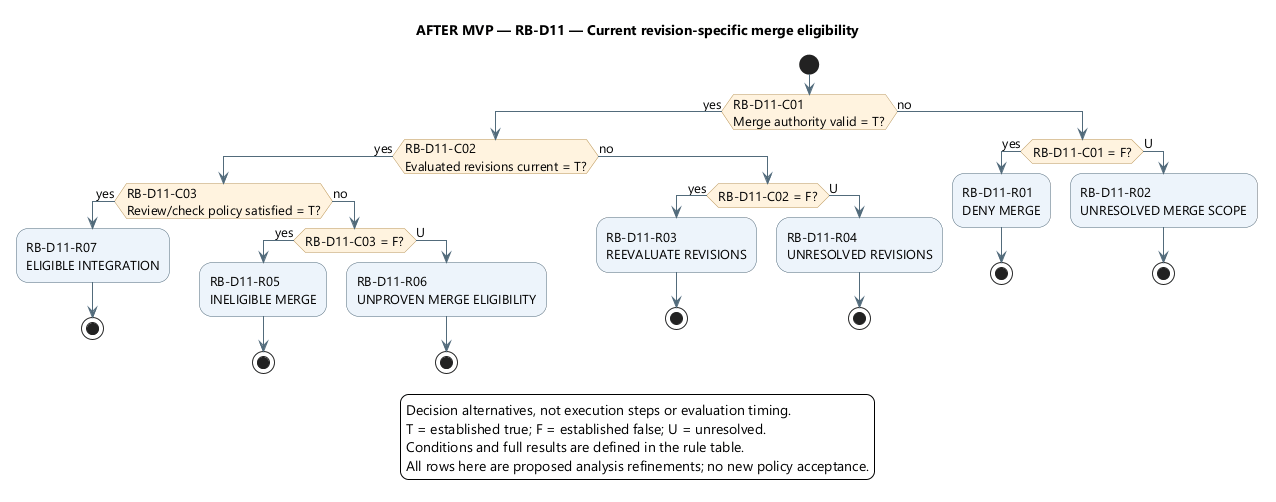 AFTER MVP — RB-D11 — Current revision-specific merge eligibility
RB-D11-C01
Merge authority valid = T?
yes
no
RB-D11-C02
Evaluated revisions current = T?
yes
no
RB-D11-C01 = F?
yes
U
RB-D11-C03
Review/check policy satisfied = T?
yes
no
RB-D11-C02 = F?
yes
U
RB-D11-R01
DENY MERGE
RB-D11-R02
UNRESOLVED MERGE SCOPE
RB-D11-R07
ELIGIBLE INTEGRATION
RB-D11-C03 = F?
yes
U
RB-D11-R03
REEVALUATE REVISIONS
RB-D11-R04
UNRESOLVED REVISIONS
RB-D11-R05
INELIGIBLE MERGE
RB-D11-R06
UNPROVEN MERGE ELIGIBILITY
Decision alternatives, not execution steps or evaluation timing.
T = established true; F = established false; U = unresolved.
Conditions and full results are defined in the rule table.
All rows here are proposed analysis refinements; no new policy acceptance.